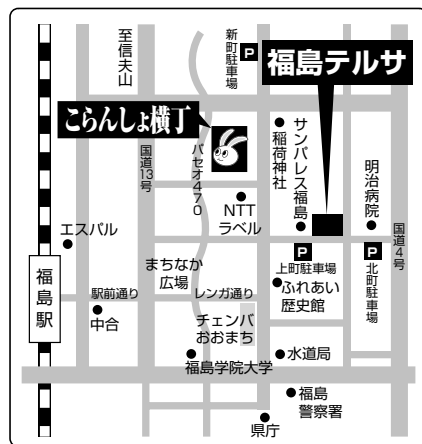 至信夫山
新町駐車場
P
福島テルサ
こらんしょ横丁
国道13号
パセオ470
稲荷神社
サンパレス福島
明治病院
国道4号
NTT
ラベル
エスパル
福島駅
まちなか
広場
P
上町駐車場
P
北町駐車場
ふれあい
歴史館
駅前通り
レンガ通り
中合
チェンバ
おおまち
福島学院大学
水道局
福島
警察署
県庁